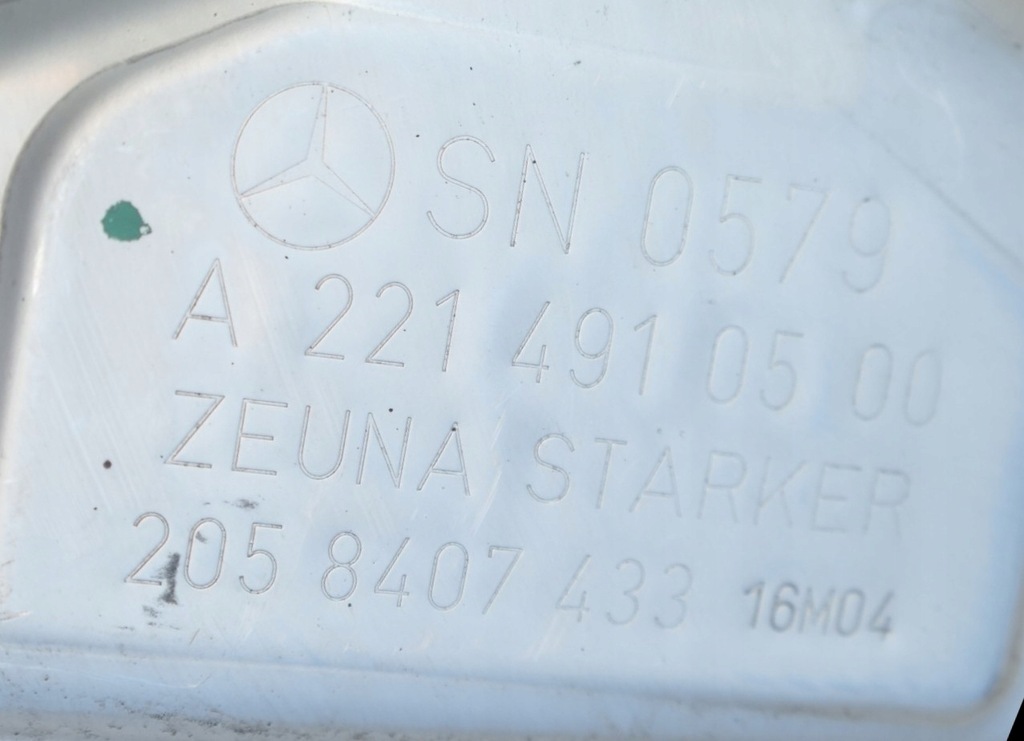 SN 0579
A 221 491 05 00
ZEUNA STARKER
205 8407 433 16M04